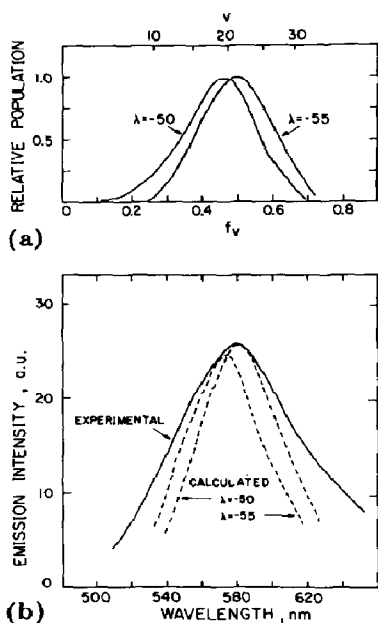 v
10 20 30
RELATIVE POPULATION
1.0
0.5
λ=-50
λ=-55
0 0.2 0.4 0.6 0.8
f_v
(a)
EMISSION INTENSITY, a.u.
30
20
10
0
EXPERIMENTAL
CALCULATED
λ=-50
λ=-55
500 540 580 620
WAVELENGTH, nm
(b)